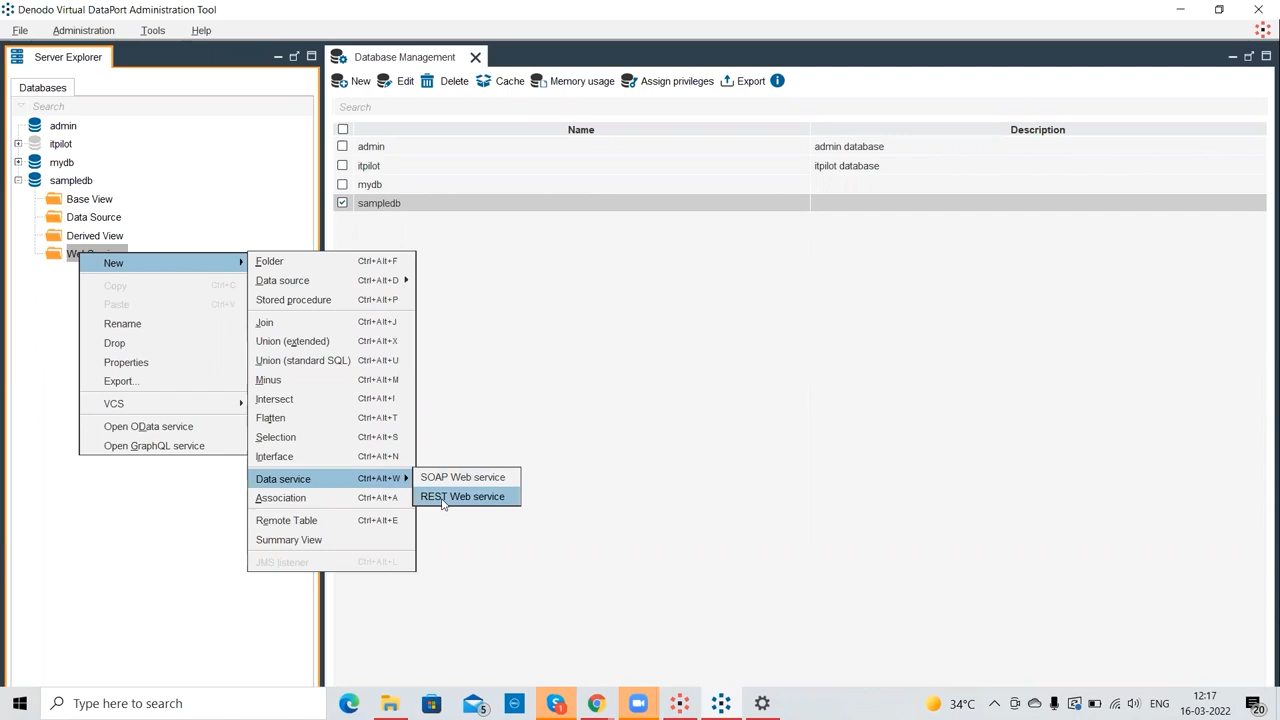 Denodo Virtual DataPort Administration Tool
File Administration Tools Help
Server Explorer
Database Management
Databases
New Edit Delete Cache Memory usage Assign privileges Export
Search
Search
Name Description
admin
itpilot
mydb
sampledb
Base View
Data Source
Derived View
admin admin database
itpilot itpilot database
mydb
sampledb
New
Copy Ctrl+C
Paste Ctrl+V
Rename
Drop
Properties
Export...
VCS
Open OData service
Open GraphQL service
Folder Ctrl+Alt+F
Data source Ctrl+Alt+D
Stored procedure Ctrl+Alt+P
Join Ctrl+Alt+J
Union (extended) Ctrl+Alt+X
Union (standard SQL) Ctrl+Alt+U
Minus Ctrl+Alt+M
Intersect Ctrl+Alt+I
Flatten Ctrl+Alt+T
Selection Ctrl+Alt+S
Interface Ctrl+Alt+N
Data service Ctrl+Alt+W
Association Ctrl+Alt+A
Remote Table Ctrl+Alt+E
Summary View
JMS listener Ctrl+Alt+L
SOAP Web service
REST Web service
Type here to search
5
1
34°C
ENG
12:17
16-03-2022
20